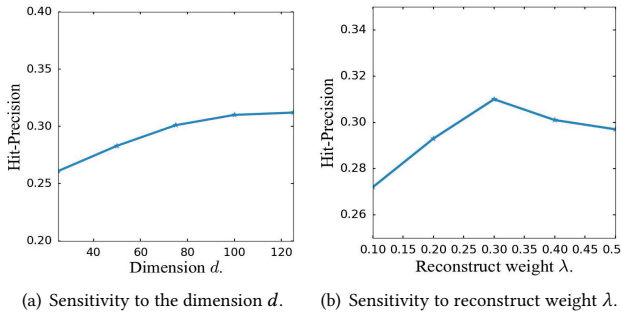 0.40
0.35
0.30
0.25
0.20
Hit-Precision
40 60 80 100 120
Dimension d.
(a) Sensitivity to the dimension d.
0.34
0.32
0.30
0.28
0.26
Hit-Precision
0.10 0.15 0.20 0.25 0.30 0.35 0.40 0.45 0.5
Reconstruct weight λ.
(b) Sensitivity to reconstruct weight λ.